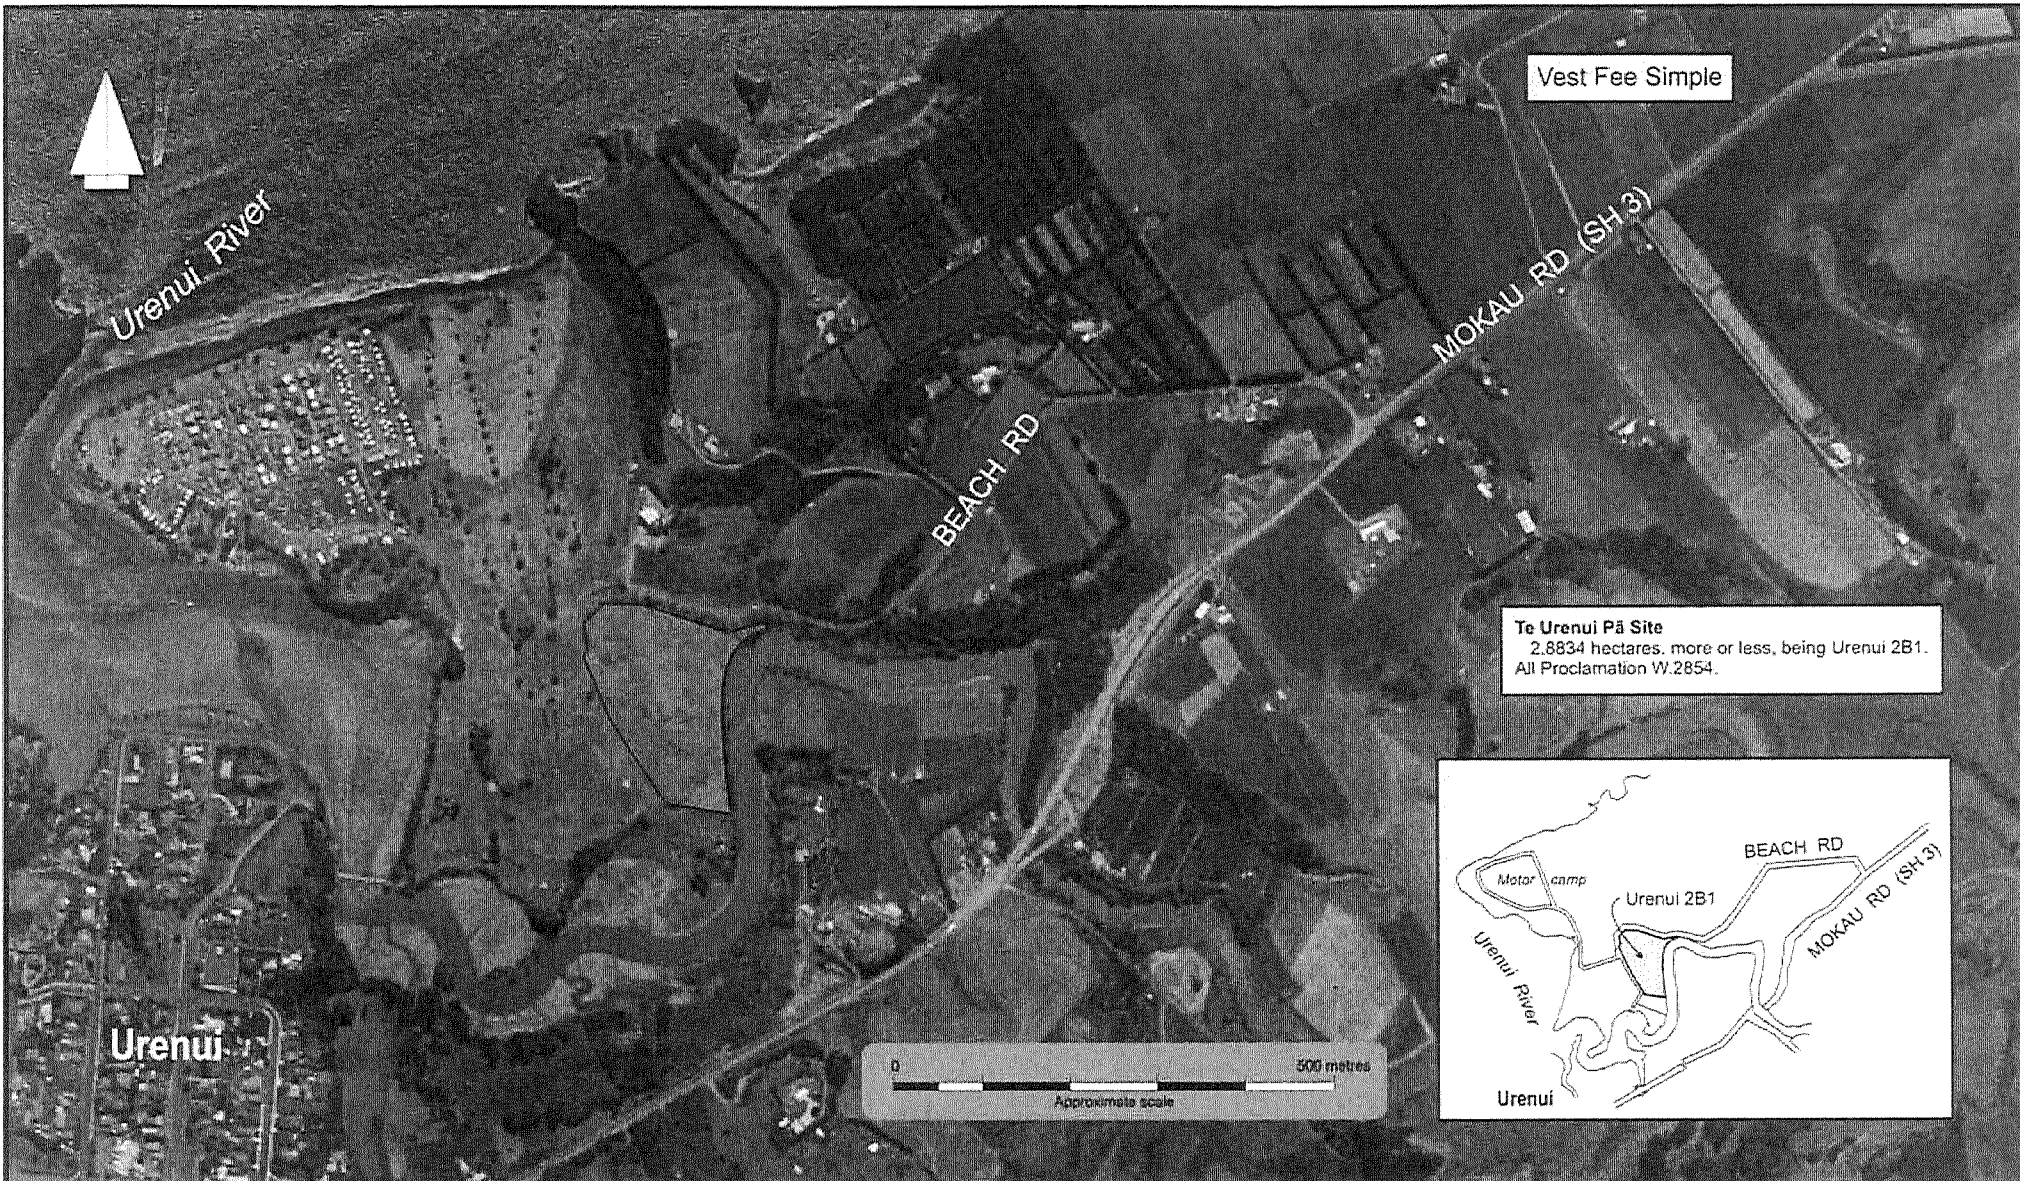 Vest Fee Simple
Urenui River
MOKAU RD (SH 3)
BEACH RD
Te Urenui Pā Site
2.8834 hectares, more or less, being Urenui 2B1.
All Proclamation W.2854.
BEACH RD
Motor camp
Urenui 2B1
MOKAU RD (SH 3)
Urenui River
Urenui
Urenui
0 500 metres
Approximate scale